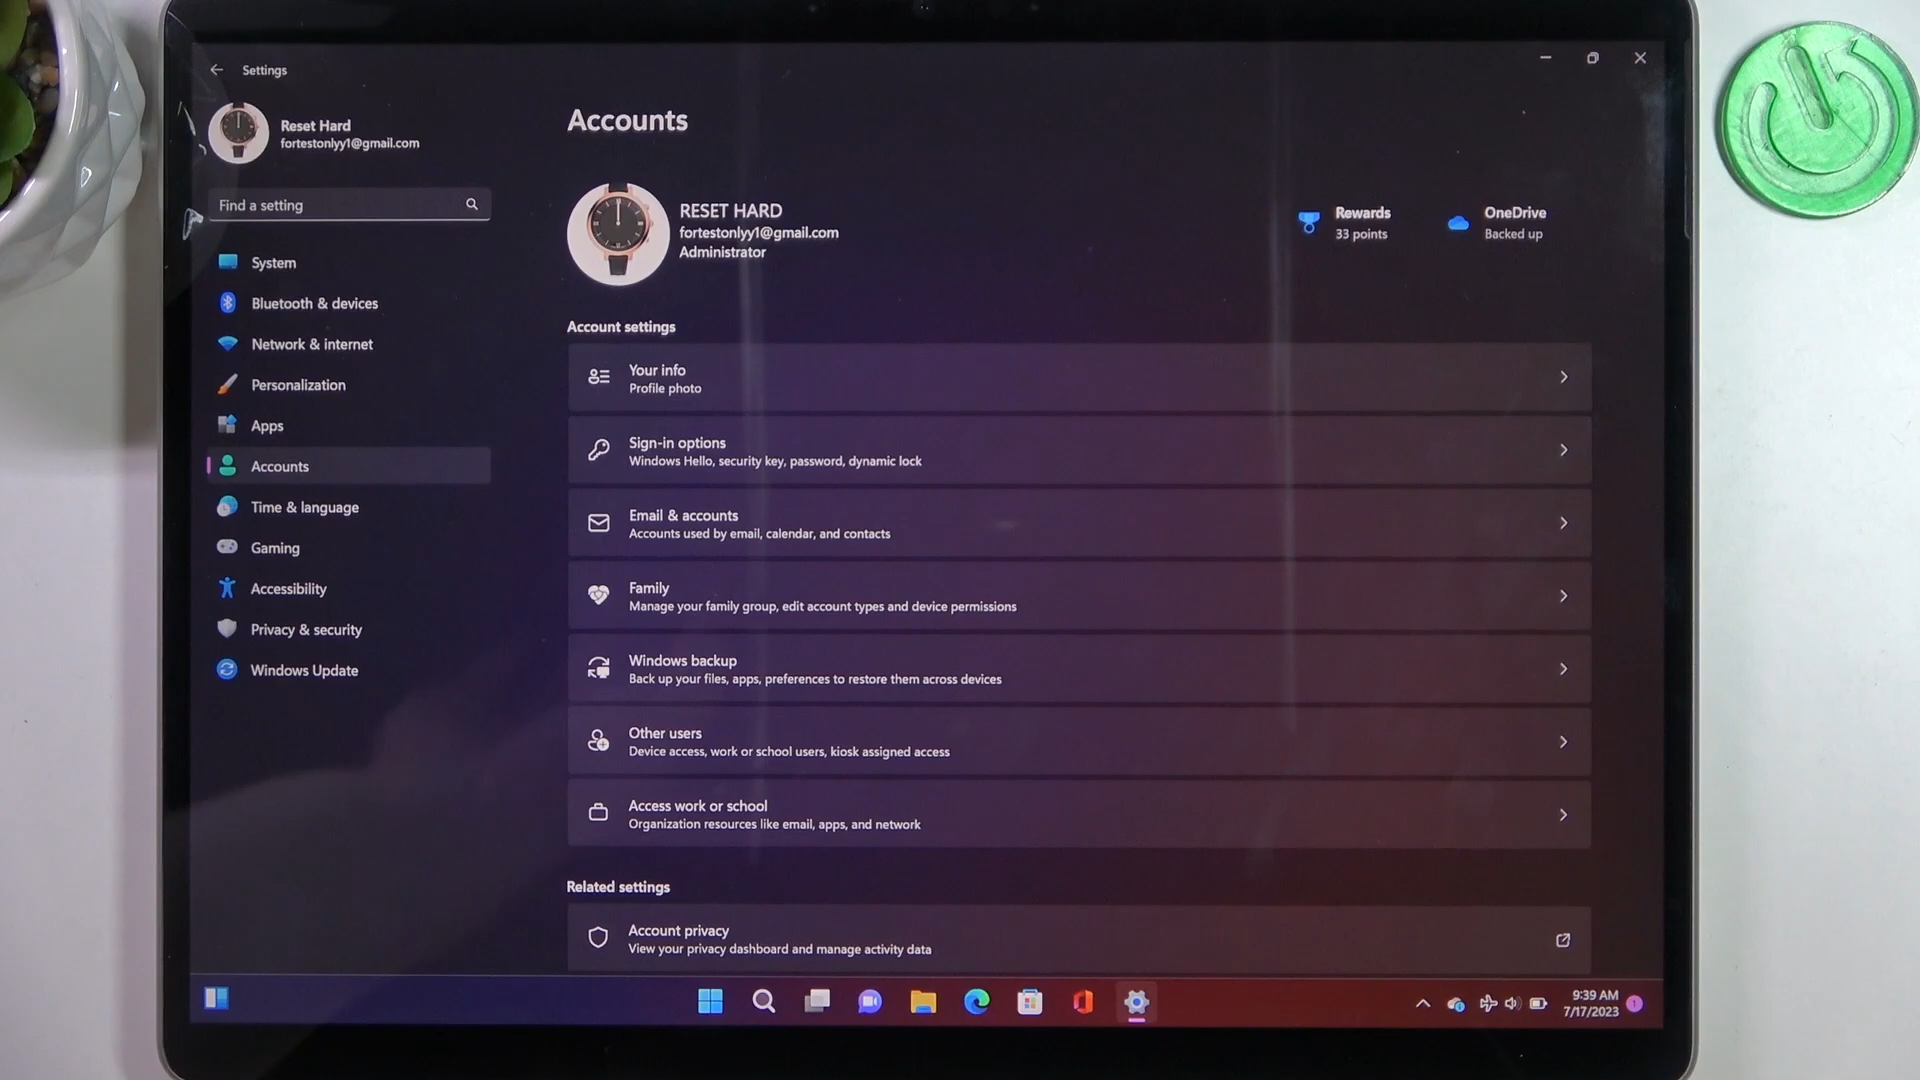 Settings
Reset Hard
fortestonlyy1@gmail.com
Find a setting
System
Bluetooth & devices
Network & internet
Personalization
Apps
Accounts
Time & language
Gaming
Accessibility
Privacy & security
Windows Update
Accounts
RESET HARD
fortestonlyy1@gmail.com
Administrator
Rewards
33 points
OneDrive
Backed up
Account settings
Your info
Profile photo
Sign-in options
Windows Hello, security key, password, dynamic lock
Email & accounts
Accounts used by email, calendar, and contacts
Family
Manage your family group, edit account types and device permissions
Windows backup
Back up your files, apps, preferences to restore them across devices
Other users
Device access, work or school users, kiosk assigned access
Access work or school
Organization resources like email, apps, and network
Related settings
Account privacy
View your privacy dashboard and manage activity data
9:39 AM
7/17/2023
1